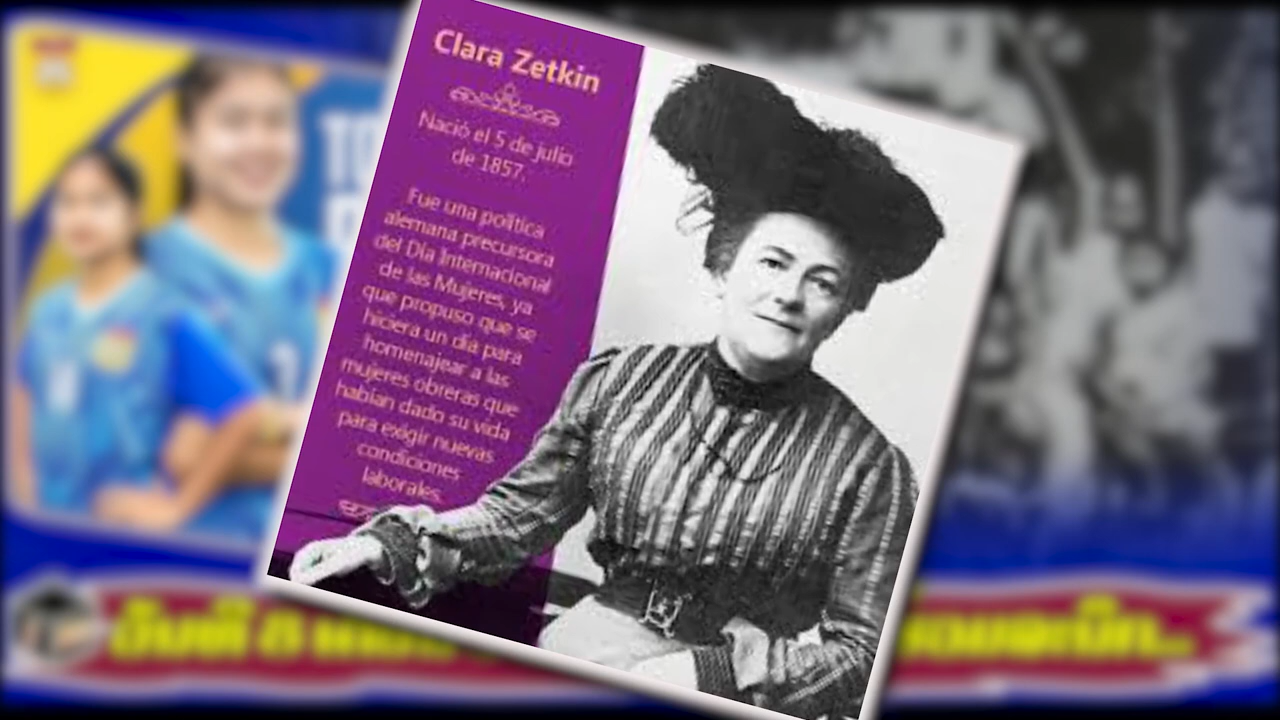 Clara Zetkin
Nació el 5 de julio
de 1857.
Fue una política
alemana precursora
del Día Internacional
de las Mujeres, ya
que propuso que se
hiciera un día para
homenajear a las
mujeres obreras que
habían dado su vida
para exigir nuevas
condiciones
laborales.